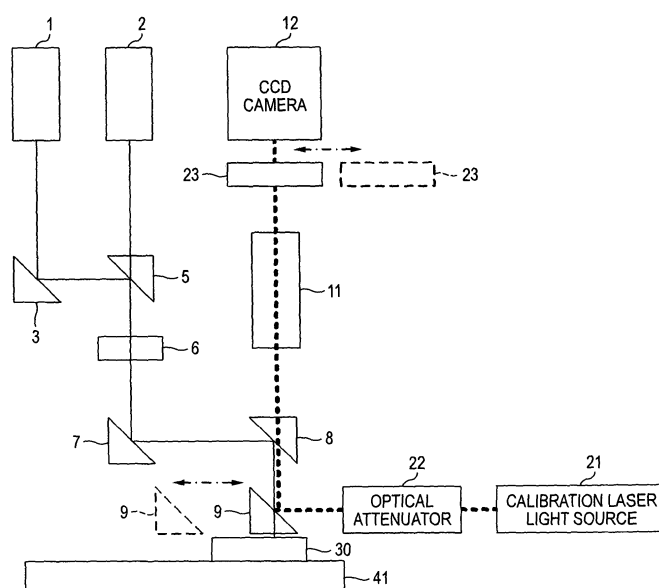 1
2
12
CCD
CAMERA
23
23
5
3
11
6
7
8
22
21
OPTICAL
ATTENUATOR
CALIBRATION LASER
LIGHT SOURCE
9
9
30
41